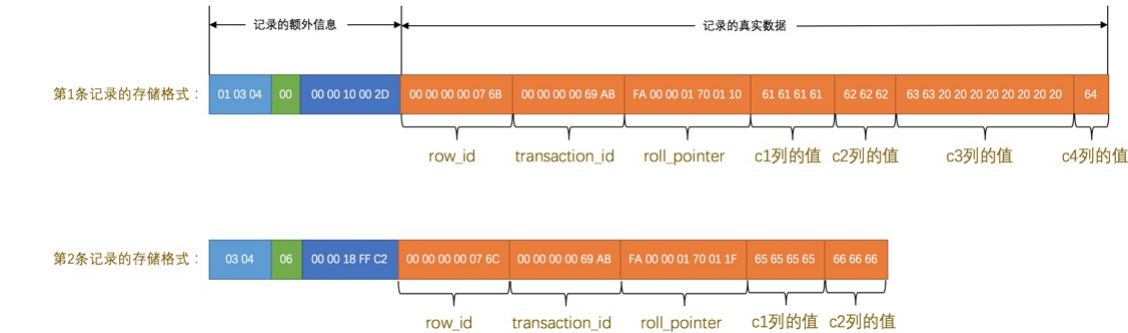 记录的额外信息 记录的真实数据
第1条记录的存储格式： 01 03 04 00 00 00 10 00 2D 00 00 00 00 07 6B 00 00 00 00 69 AB FA 00 00 01 70 01 10 61 61 61 61 62 62 62 63 63 20 20 20 20 20 20 20 20 64
row_id transaction_id roll_pointer c1列的值 c2列的值 c3列的值 c4列的值
第2条记录的存储格式： 03 04 06 00 00 18 FF C2 00 00 00 00 07 6C 00 00 00 00 69 AB FA 00 00 01 70 01 1F 65 65 65 65 66 66 66
row_id transaction_id roll_pointer c1列的值 c2列的值